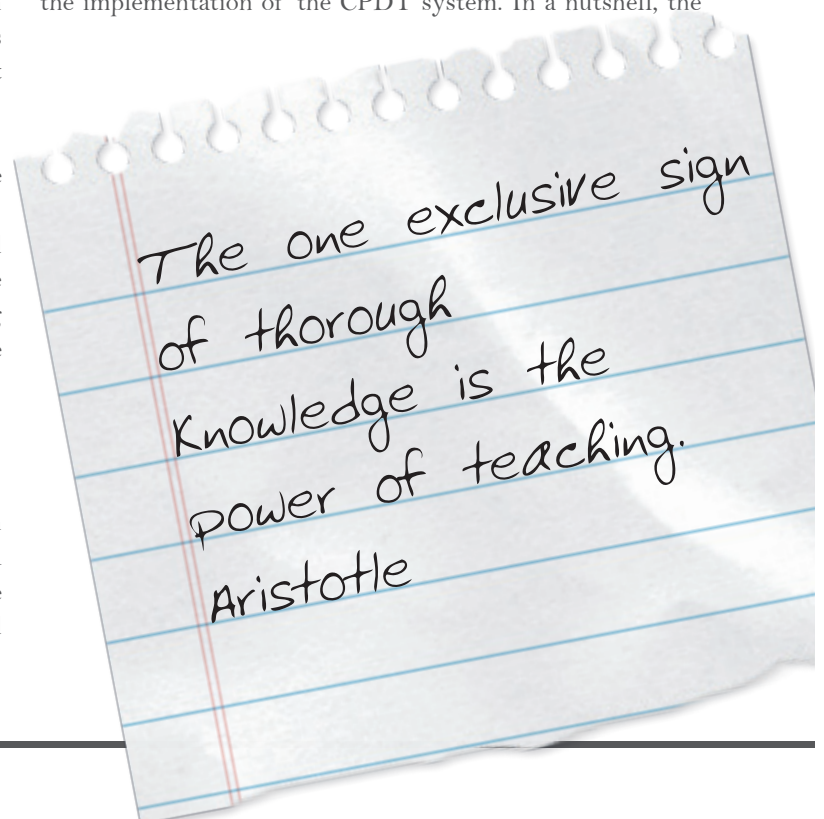 the implementation of the CPDT system. In a nutshell, the
The one exclusive sign
of thorough
Knowledge is the
power of teaching.
Aristotle